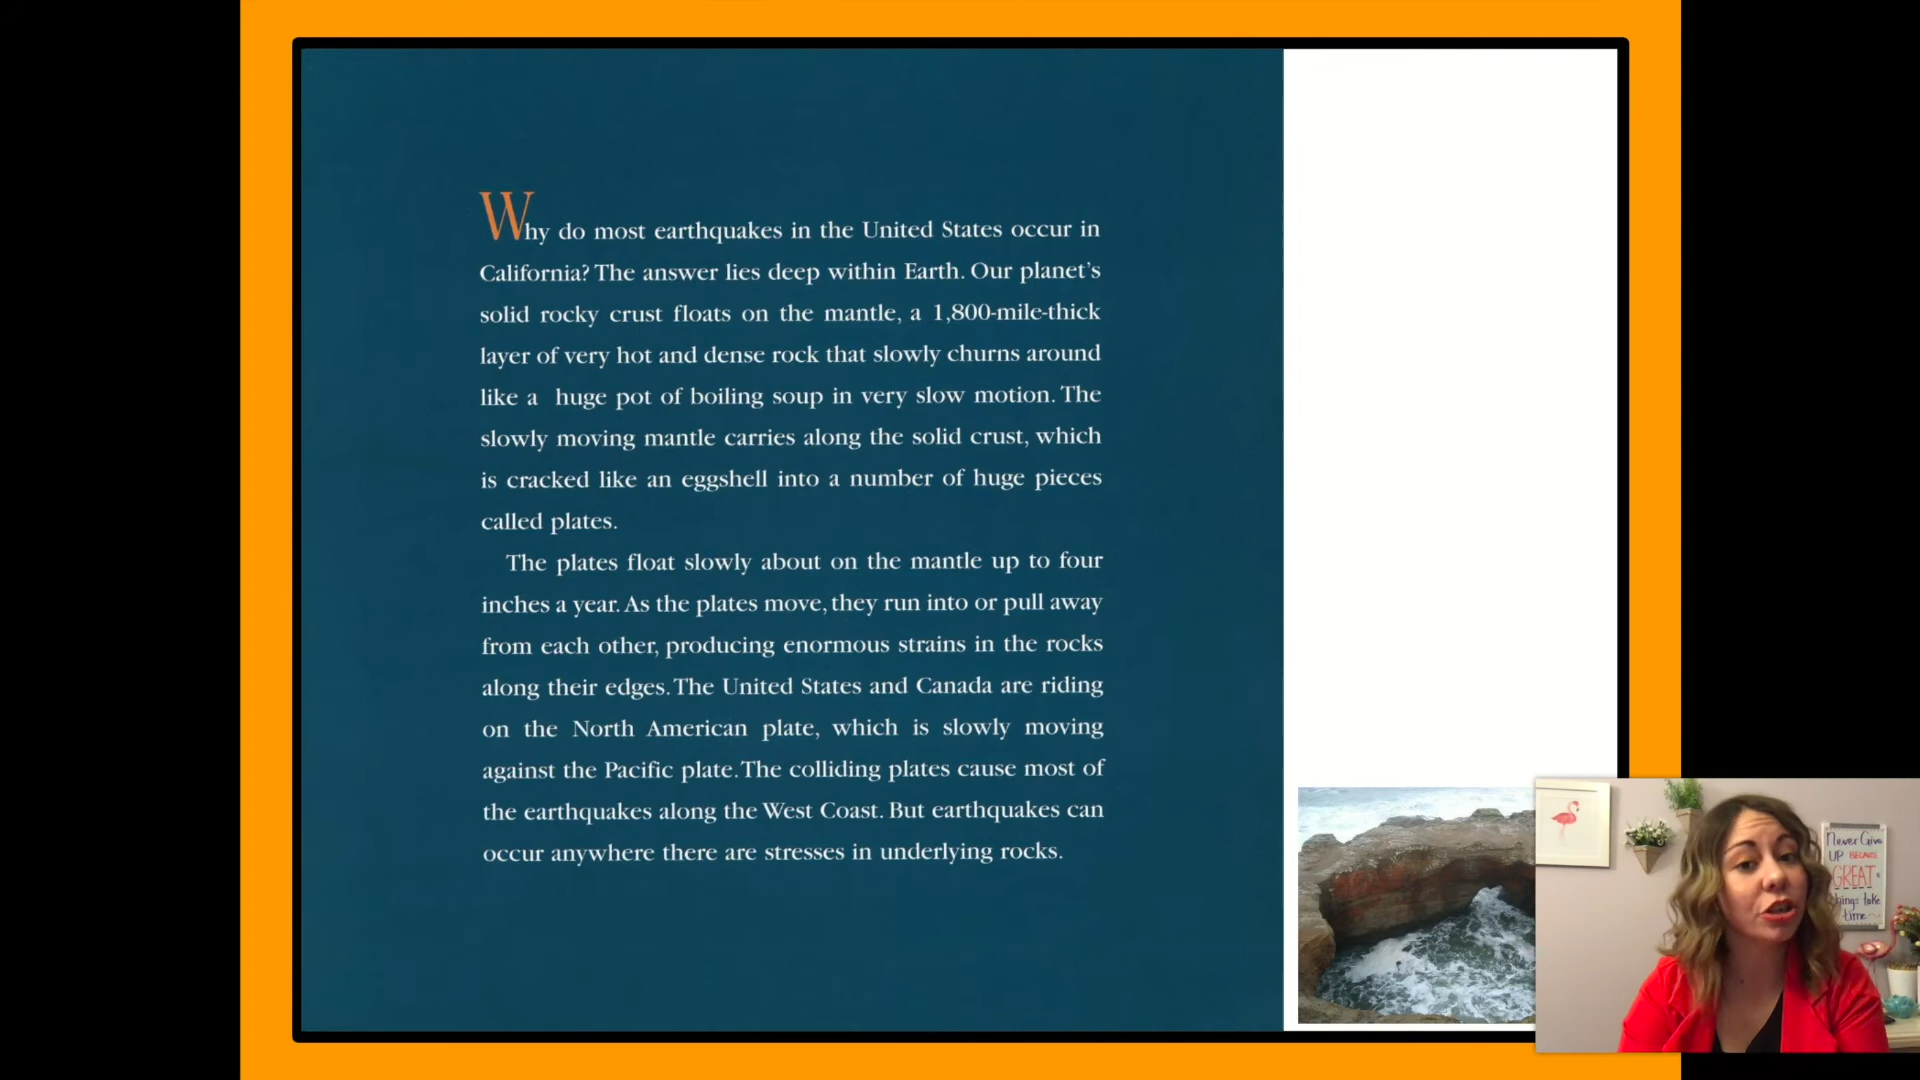 Why do most earthquakes in the United States occur in
California? The answer lies deep within Earth. Our planet's
solid rocky crust floats on the mantle, a 1,800-mile-thick
layer of very hot and dense rock that slowly churns around
like a huge pot of boiling soup in very slow motion. The
slowly moving mantle carries along the solid crust, which
is cracked like an eggshell into a number of huge pieces
called plates.
The plates float slowly about on the mantle up to four
inches a year. As the plates move, they run into or pull away
from each other, producing enormous strains in the rocks
along their edges. The United States and Canada are riding
on the North American plate, which is slowly moving
against the Pacific plate. The colliding plates cause most of
the earthquakes along the West Coast. But earthquakes can
occur anywhere there are stresses in underlying rocks.
Never Give
UP BECAUSE
GREAT
things take
time